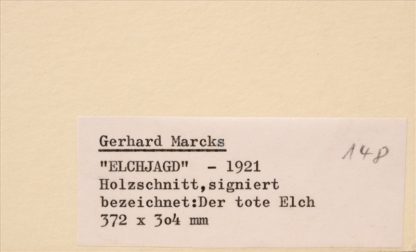 Gerhard Marcks 148
"ELCHJAGD" - 1921
Holzschnitt,signiert
bezeichnet:Der tote Elch
372 x 3o4 mm